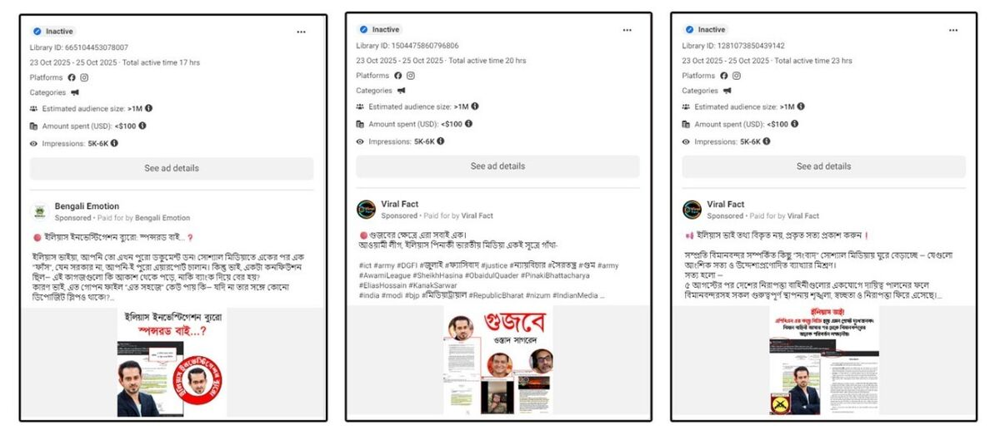 Inactive
Library ID: 665104453078007
23 Oct 2025 - 25 Oct 2025 · Total active time 17 hrs
Platforms
Categories
Estimated audience size: >1M
Amount spent (USD): <$100
Impressions: 5K-6K
See ad details
Bengali Emotion
Sponsored • Paid for by Bengali Emotion
ইলিয়াস ইনভেস্টিগেশন ব্যুরো: স্পন্সরড বাই... ❓
ইলিয়াস ভাইয়া, আপনি তো এখন পুরো ডকুমেন্ট ডন! সোশ্যাল মিডিয়াতে একের পর এক
"ফাঁস", যেন সরকার না, আপনি-ই পুরো এয়ারপোর্ট চালান। কিন্তু ভাই, একটা কনফিউশন
ছিল— এই কাগজগুলো কি আকাশ থেকে পড়ে, নাকি ব্যাংক দিয়ে বের হয়?
কারণ ভাই, এত গোপন ফাইল "এত সহজে" কেউ পায় কি— যদি না তার সঙ্গে কোনো
ডিপোজিট স্লিপও থাকে!?...
ইলিয়াস ইনভেস্টিগেশন ব্যুরো
স্পন্সরড বাই...?
ইলিয়াস ইনভেস্টিগেশন ব্যুরো
Inactive
Library ID: 1504475860796806
23 Oct 2025 - 25 Oct 2025 · Total active time 20 hrs
Platforms
Categories
Estimated audience size: >1M
Amount spent (USD): <$100
Impressions: 5K-6K
See ad details
Viral Fact
Sponsored • Paid for by Viral Fact
গুজবের ক্ষেত্রে এরা সবাই এক।
আওয়ামী লীগ, ইলিয়াস পিনাকী ভারতীয় মিডিয়া একই সূত্রে গাঁথা-
#ict #army #DGFI #জুলাই #ফ্যাসিবাদ #justice #ন্যায়বিচার #সৈরতন্ত্র #গুম #army
#AwamiLeague #SheikhHasina #ObaidulQuader #PinakiBhattacharya
#EliasHossain #KanakSarwar
#india #modi #bjp #মিডিয়াট্রায়াল #RepublicBharat #nizum #IndianMedia ...
গুজবে
ওস্তাদ সাগরেদ
Inactive
Library ID: 1281073850439142
23 Oct 2025 - 25 Oct 2025 · Total active time 23 hrs
Platforms
Categories
Estimated audience size: >1M
Amount spent (USD): <$100
Impressions: 5K-6K
See ad details
Viral Fact
Sponsored • Paid for by Viral Fact
ইলিয়াস ভাই তথ্য বিকৃত নয়, প্রকৃত সত্য প্রকাশ করুন❗
সম্প্রতি বিমানবন্দর সম্পর্কিত কিছু "সংবাদ" সোশ্যাল মিডিয়ায় ঘুরে বেড়াচ্ছে — যেগুলো
আংশিক সত্য ও উদ্দেশ্যপ্রণোদিত ব্যাখ্যার মিশ্রণ।
সত্য হলো —
৫ আগস্টের পর দেশের নিরাপত্তা বাহিনীগুলোর একযোগে দায়িত্ব পালনের ফলে
বিমানবন্দরসহ সকল গুরুত্বপূর্ণ স্থাপনায় শৃঙ্খলা, স্বচ্ছতা ও নিরাপত্তা ফিরে এসেছে।...
ইলিয়াস ভাই!